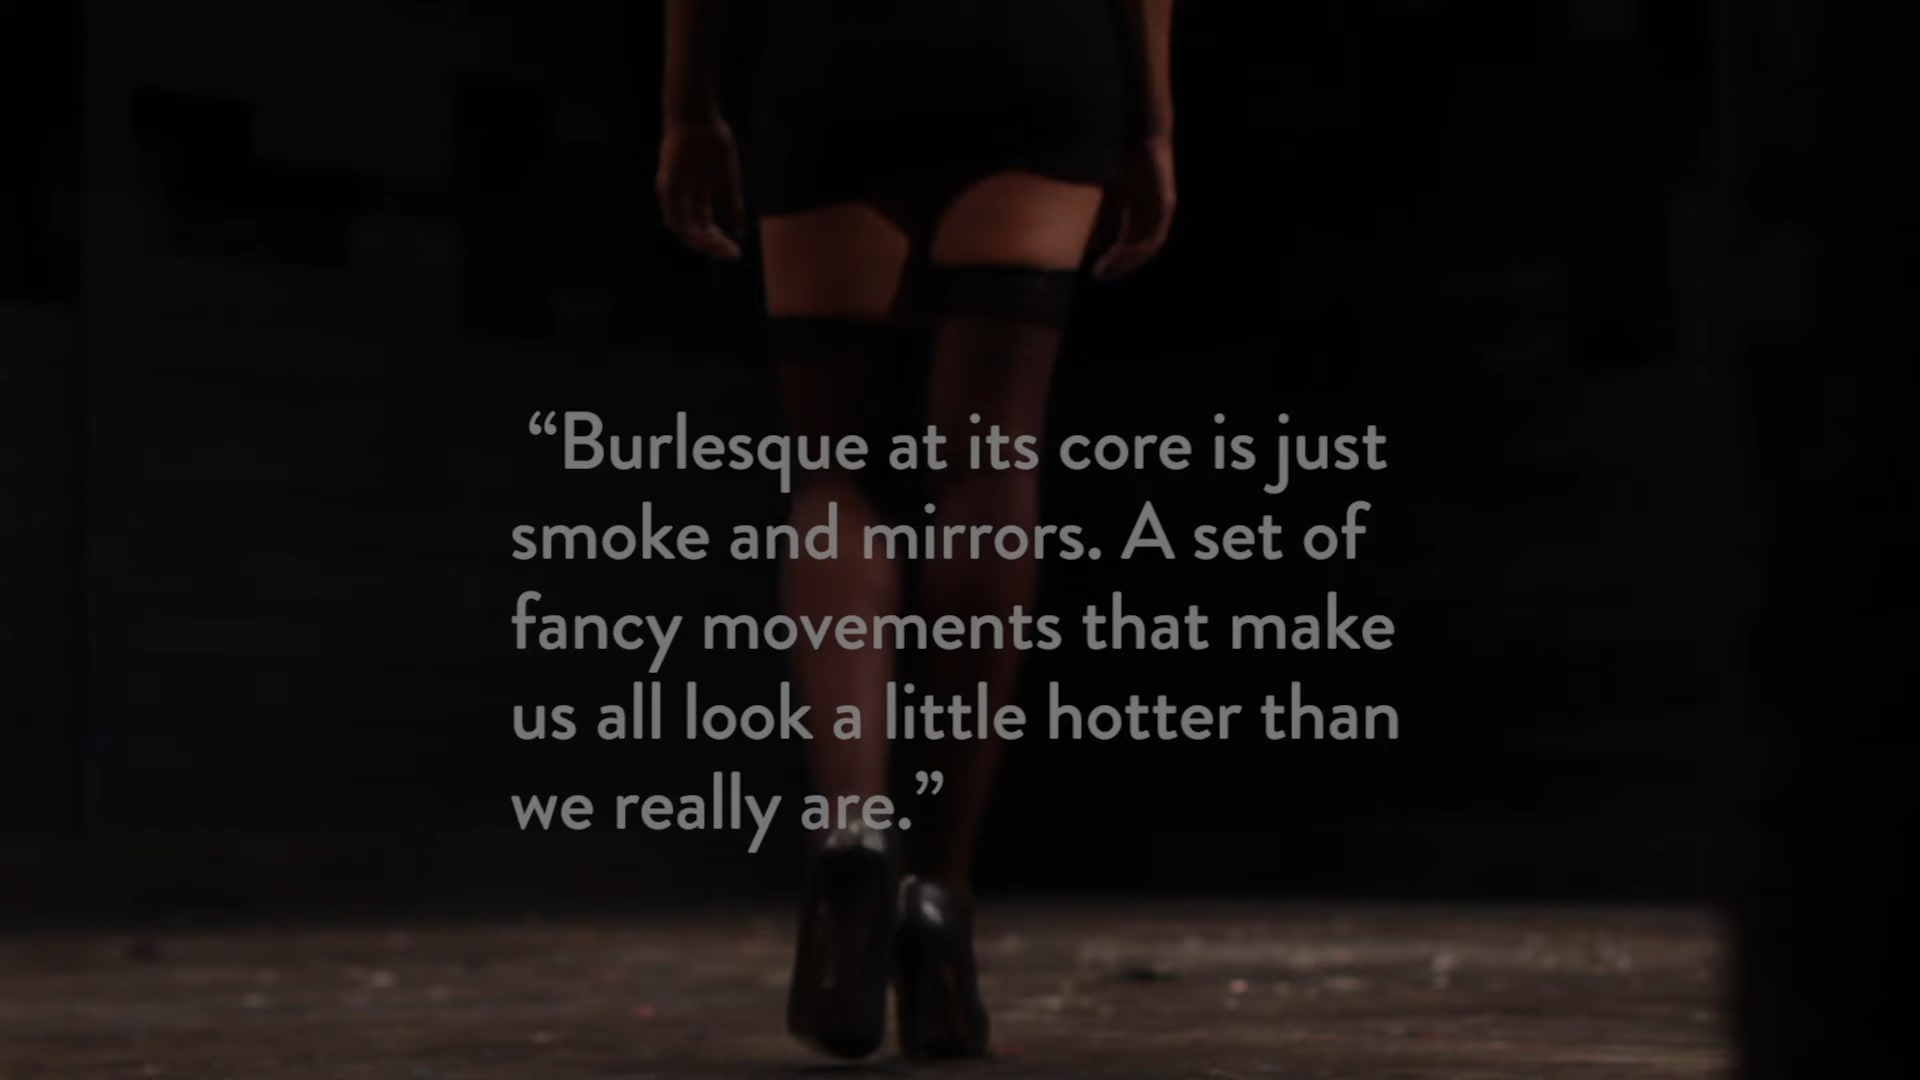 “Burlesque at its core is just
smoke and mirrors. A set of
fancy movements that make
us all look a little hotter than
we really are.”